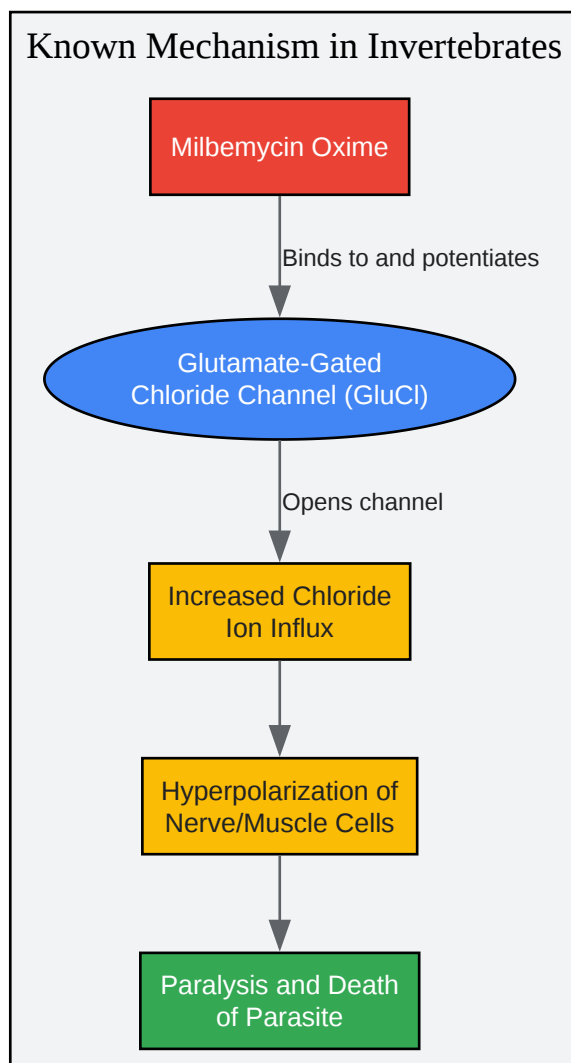 Known Mechanism in Invertebrates
Milbemycin Oxime
Binds to and potentiates
Glutamate-Gated
Chloride Channel (GluCl)
Opens channel
Increased Chloride
Ion Influx
Hyperpolarization of
Nerve/Muscle Cells
Paralysis and Death
of Parasite